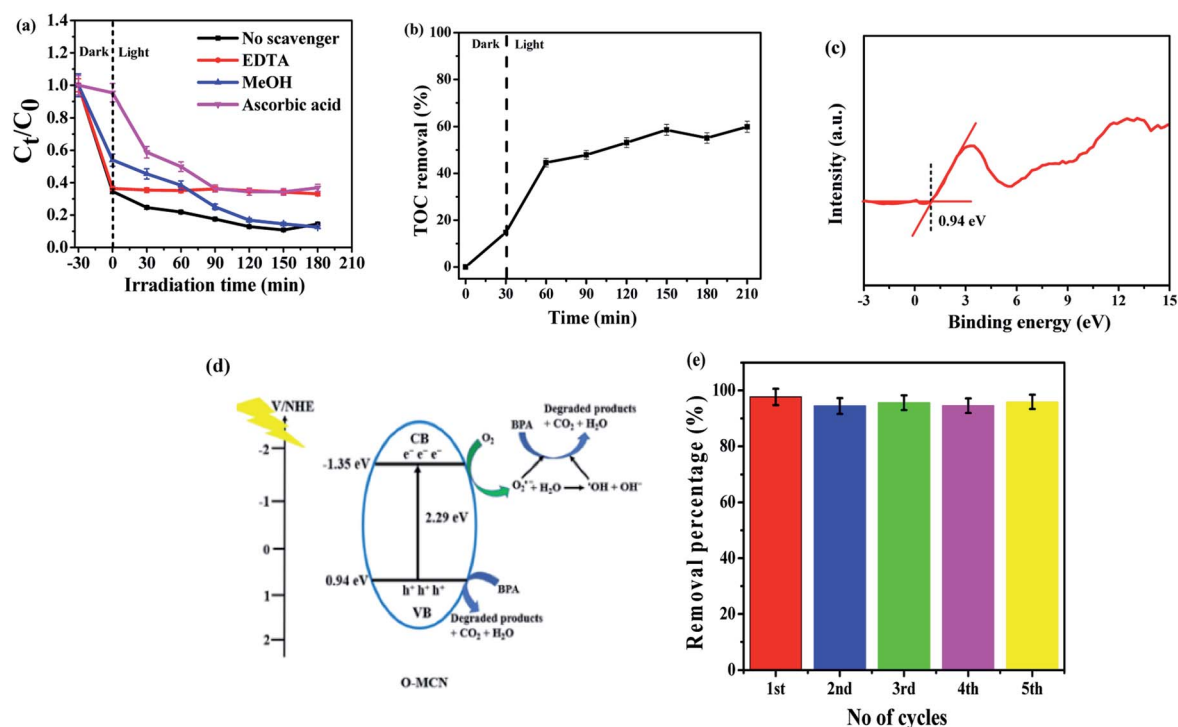 (a)
1.4
1.2
1.0
0.8
0.6
0.4
0.2
0.0
Cₜ/C₀
Dark Light
No scavenger
EDTA
MeOH
Ascorbic acid
-30 0 30 60 90 120 150 180 210
Irradiation time (min)
(b)
100
80
60
40
20
0
TOC removal (%)
Dark Light
0 30 60 90 120 150 180 210
Time (min)
(c)
Intensity (a.u.)
0.94 eV
-3 0 3 6 9 12 15
Binding energy (eV)
(d)
V/NHE
-2
-1
0
1
2
-1.35 eV
0.94 eV
CB
e⁻ e⁻ e⁻
2.29 eV
h⁺ h⁺ h⁺
VB
O₂
O₂•⁻ + H₂O → •OH + OH⁻
BPA
Degraded products
+ CO₂ + H₂O
BPA
Degraded products
+ CO₂ + H₂O
O-MCN
(e)
100
80
60
40
20
0
Removal percentage (%)
1st 2nd 3rd 4th 5th
No of cycles